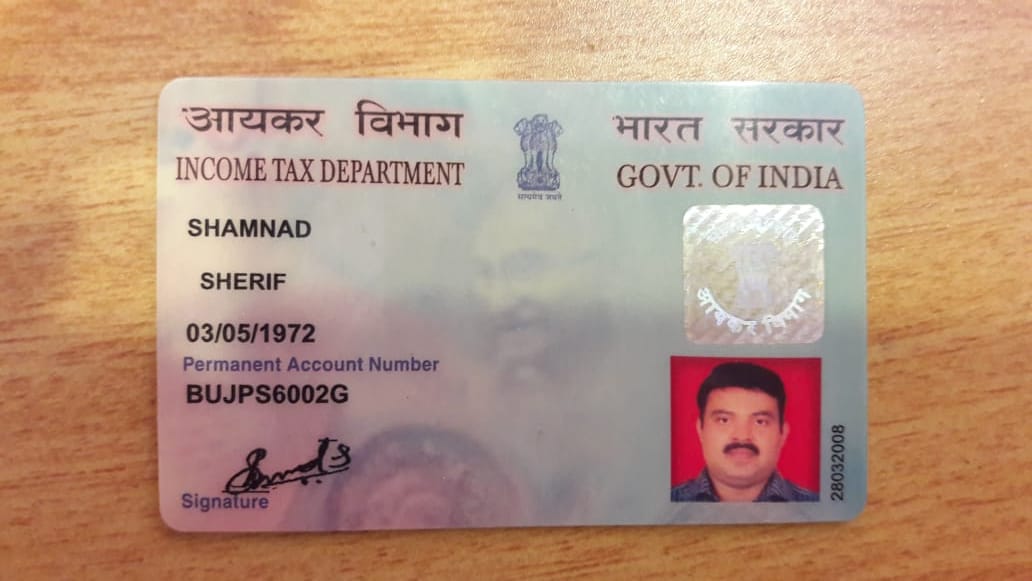 आयकर विभाग
INCOME TAX DEPARTMENT
भारत सरकार
GOVT. OF INDIA
सत्यमेव जयते
SHAMNAD
SHERIF
03/05/1972
Permanent Account Number
BUJPS6002G
Signature
आयकर विभाग
28032008